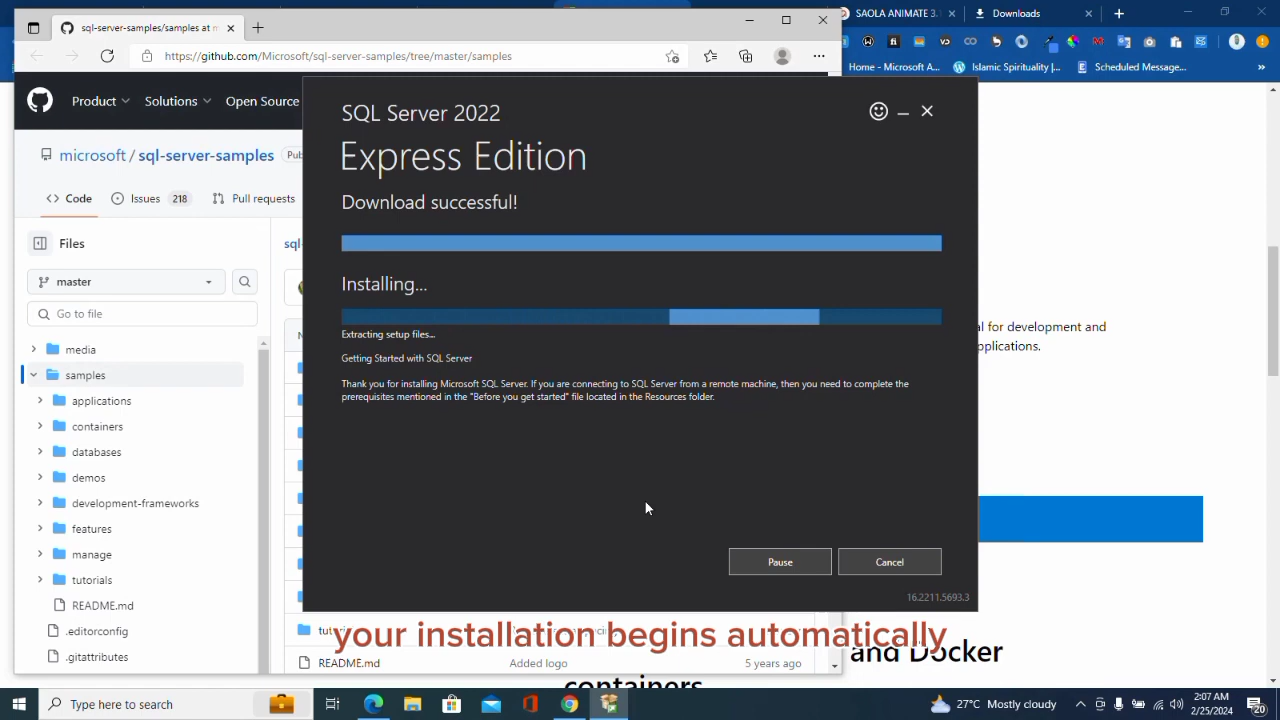 sql-server-samples/samples at m
https://github.com/Microsoft/sql-server-samples/tree/master/samples
SAOLA ANIMATE 3.
Downloads
Home - Microsoft A...
Islamic Spirituality |...
Scheduled Message...
Product
Solutions
Open Source
microsoft / sql-server-samples
Pub
Code
Issues 218
Pull requests
Files
master
Go to file
media
samples
applications
containers
databases
demos
development-frameworks
features
manage
tutorials
README.md
.editorconfig
.gitattributes
sql-
N
README.md
Added logo
5 years ago
SQL Server 2022
Express Edition
Download successful!
Installing...
Extracting setup files...
Getting Started with SQL Server
Thank you for installing Microsoft SQL Server. If you are connecting to SQL Server from a remote machine, then you need to complete the
prerequisites mentioned in the "Before you get started" file located in the Resources folder.
Pause
Cancel
16.2211.5693.3
al for development and
pplications.
your installation begins automatically
and Docker
containers
Type here to search
27°C Mostly cloudy
2:07 AM
2/25/2024
20